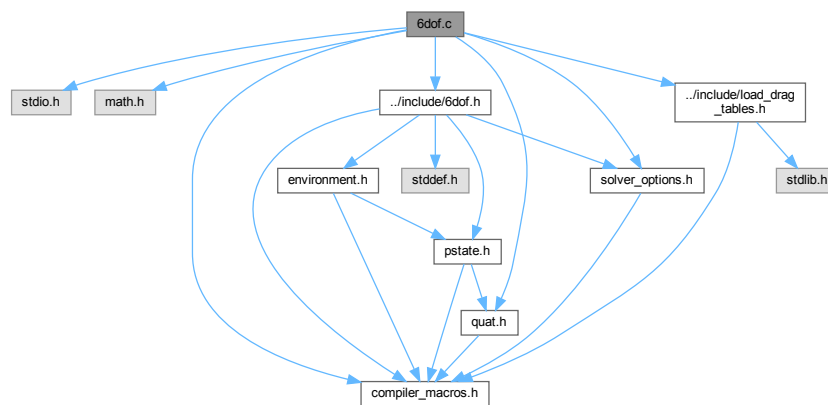 6dof.c
stdio.h
math.h
../include/6dof.h
../include/load_drag
_tables.h
environment.h
stddef.h
solver_options.h
stdlib.h
pstate.h
quat.h
compiler_macros.h